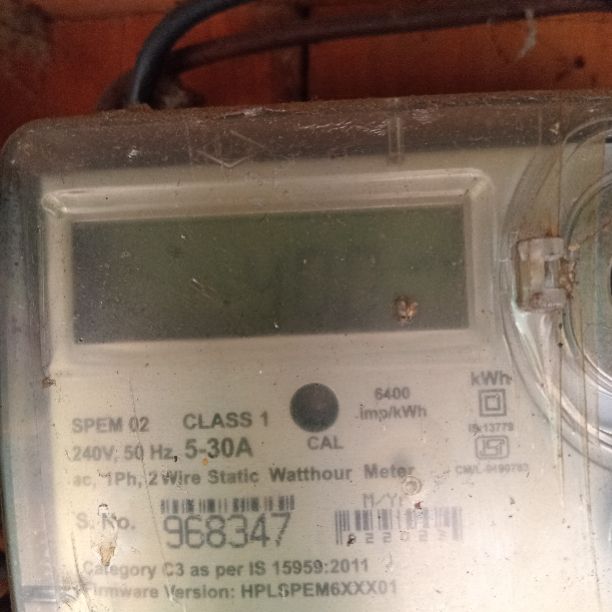 6400
imp/kWh
kWh
SPEM 02 CLASS 1
CAL
IS 13779
240V, 50 Hz, 5-30A
ac, 1Ph, 2 Wire Static Watthour Meter
M/Yr
S. No. 968347
Category C3 as per IS 15959:2011
Firmware Version: HPLSPEM6XXX01